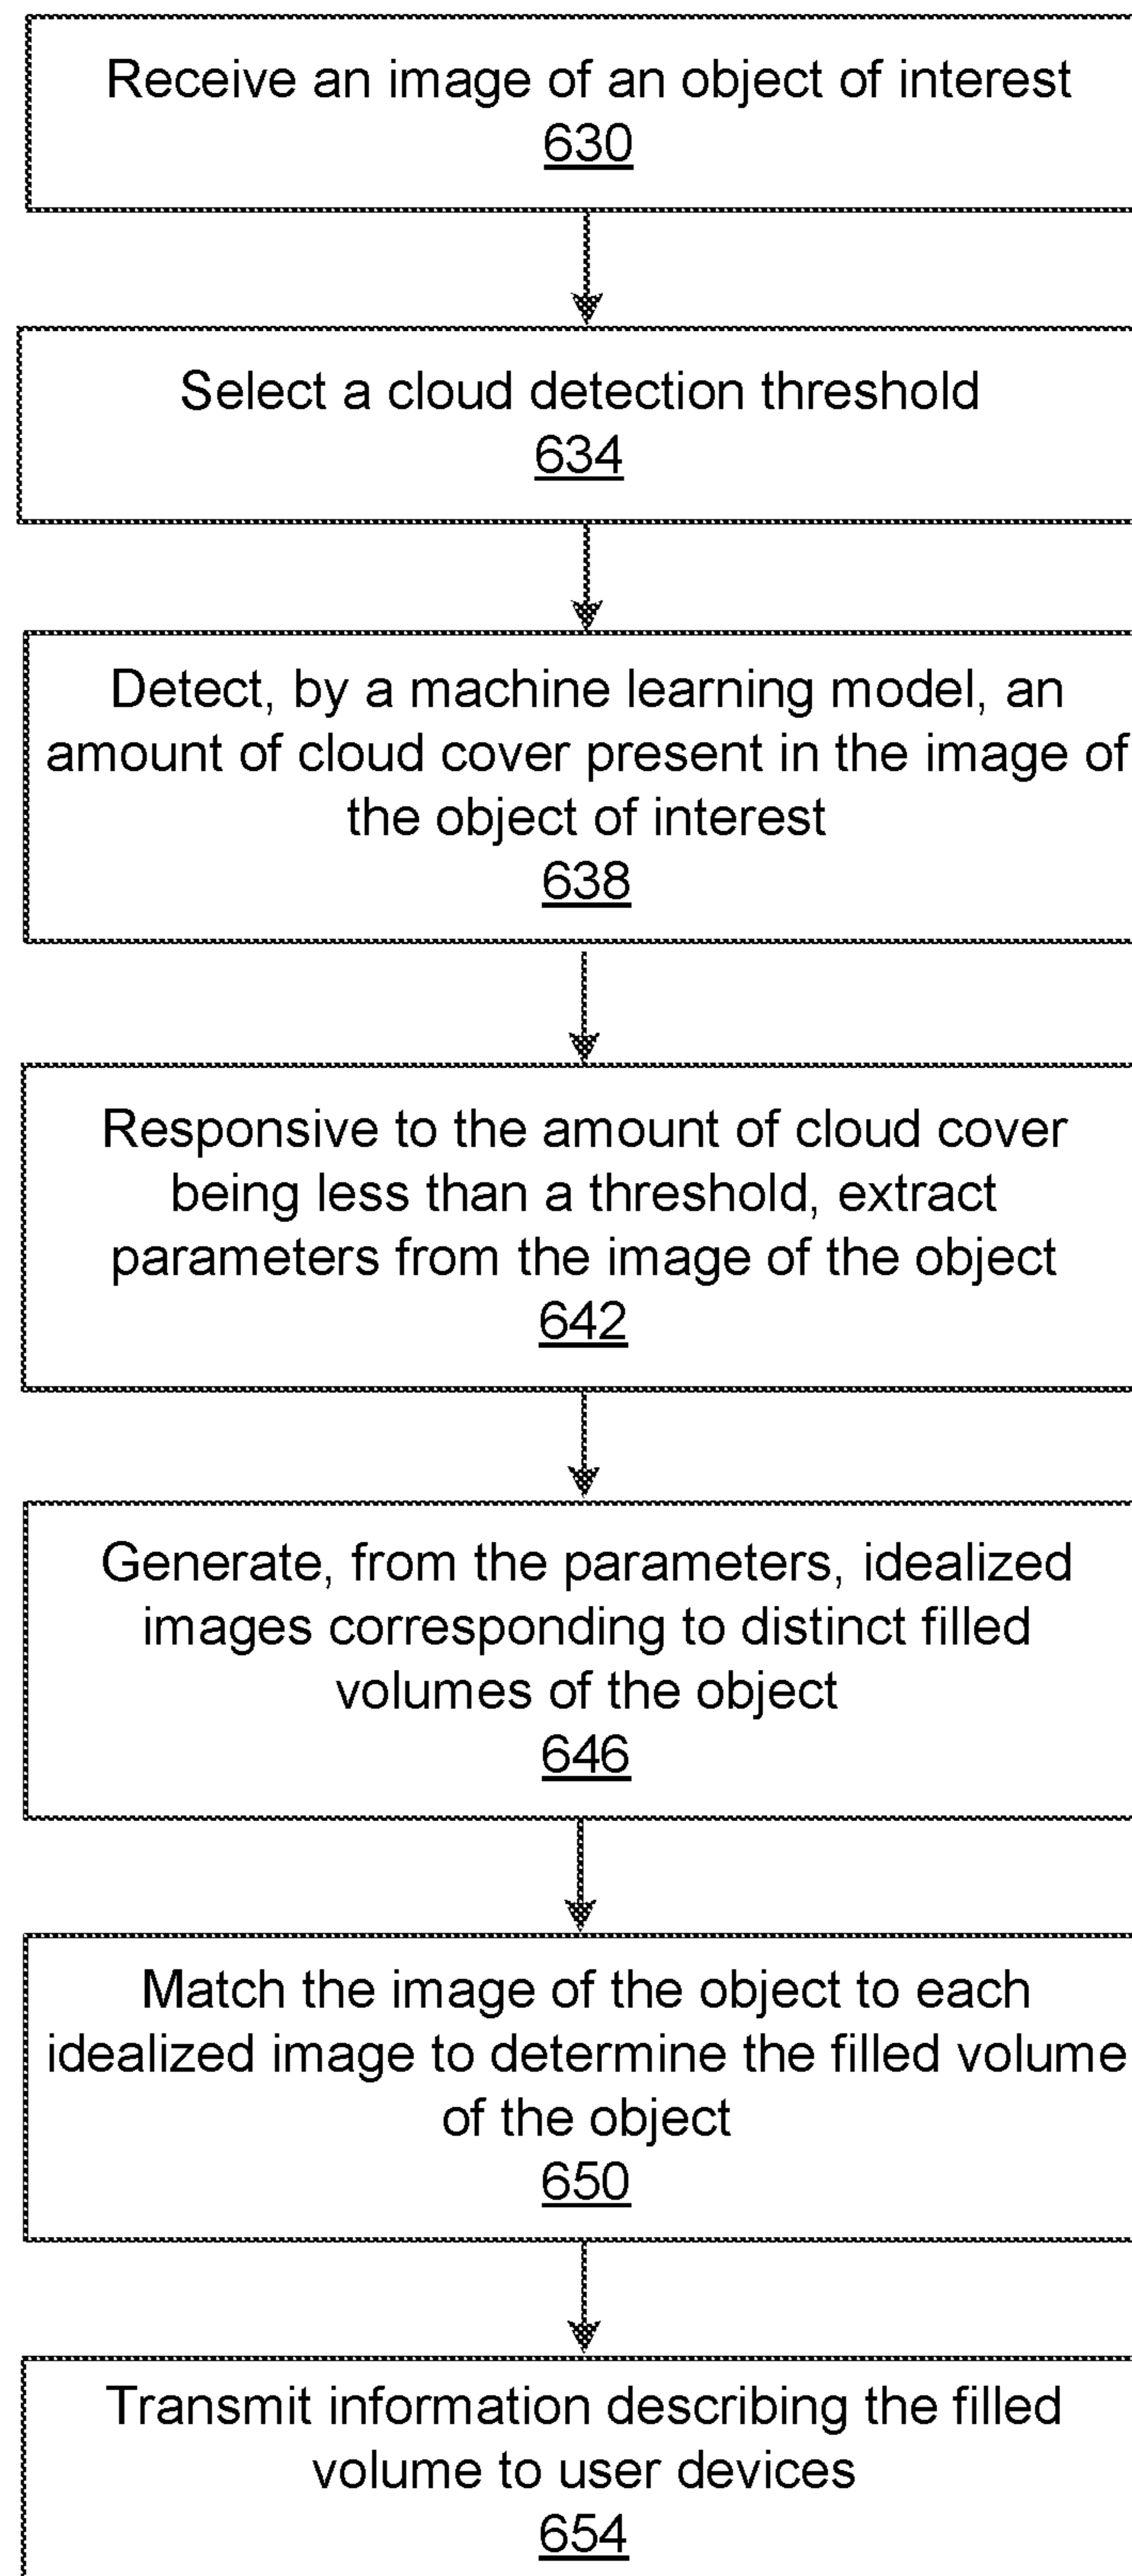 Receive an image of an object of interest
630
Select a cloud detection threshold
634
Detect, by a machine learning model, an
amount of cloud cover present in the image of
the object of interest
638
Responsive to the amount of cloud cover
being less than a threshold, extract
parameters from the image of the object
642
Generate, from the parameters, idealized
images corresponding to distinct filled
volumes of the object
646
Match the image of the object to each
idealized image to determine the filled volume
of the object
650
Transmit information describing the filled
volume to user devices
654